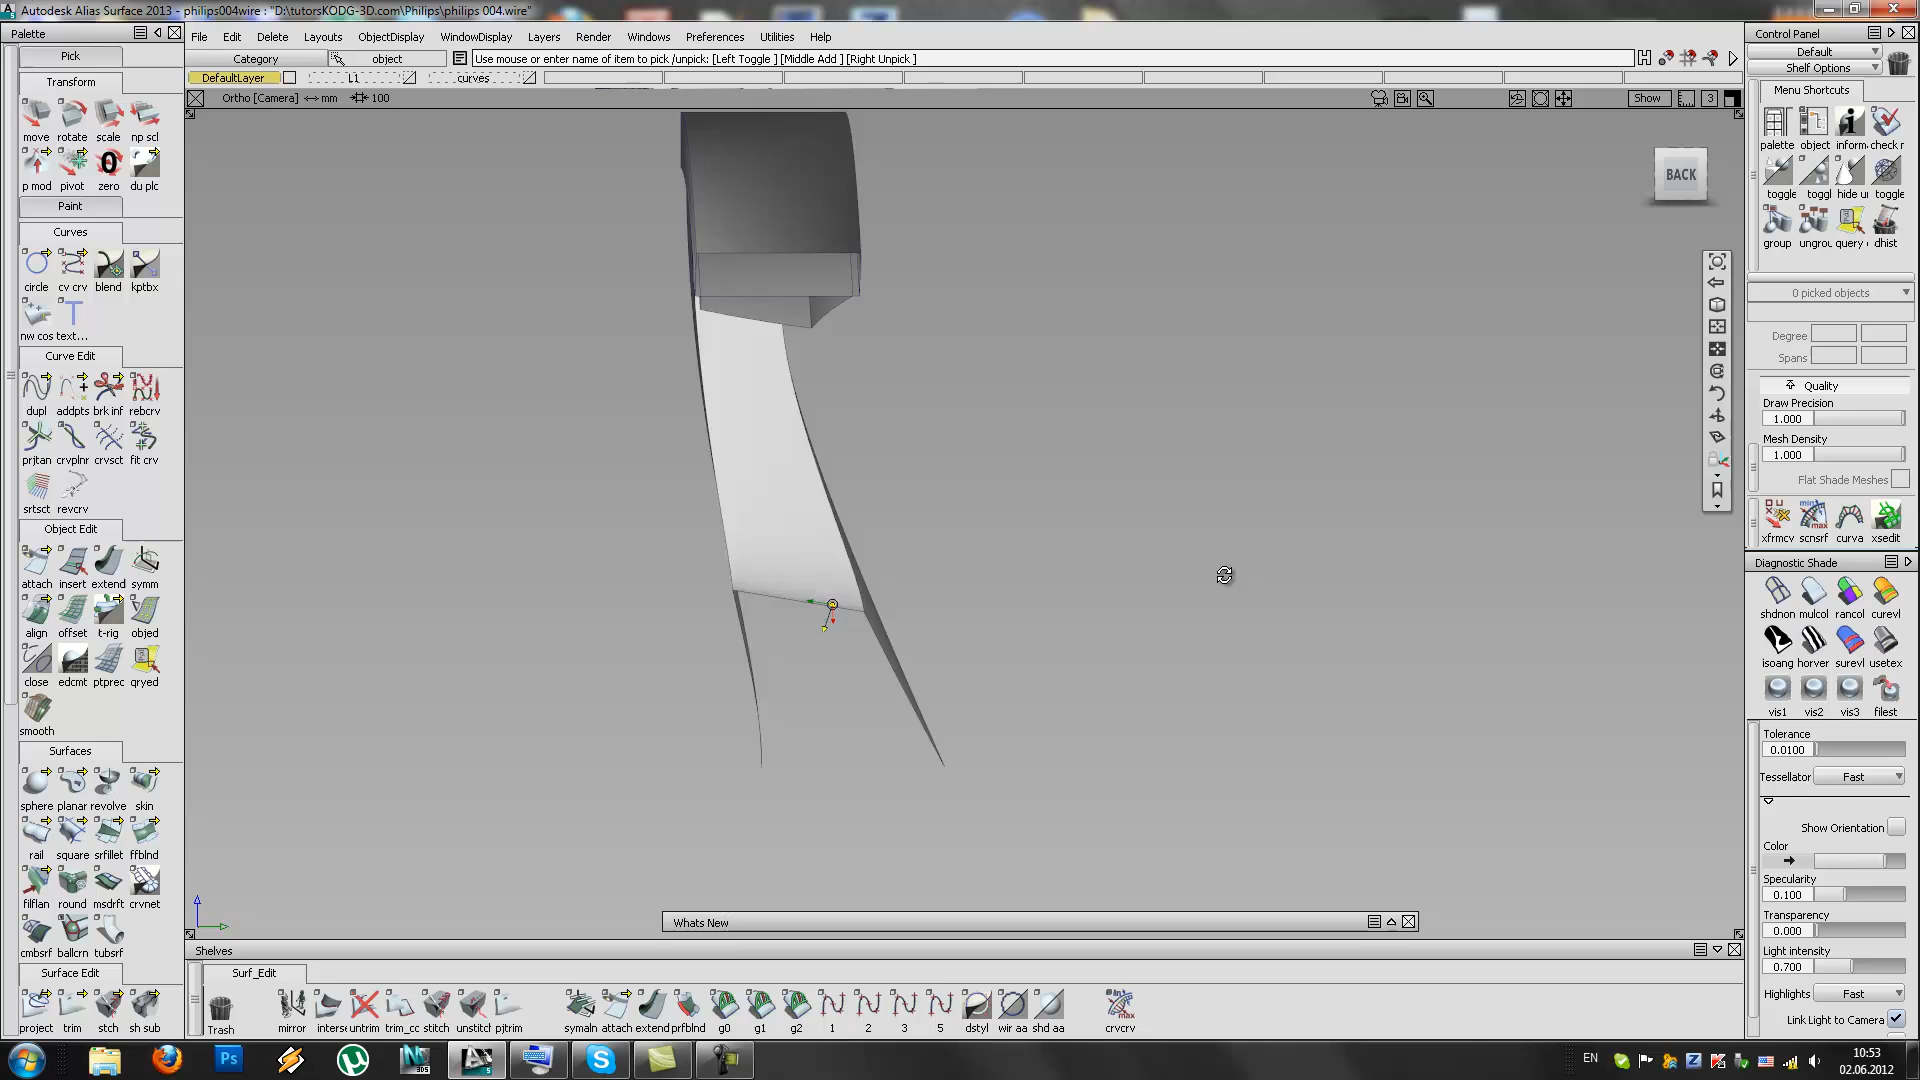 Autodesk Alias Surface 2013 - philips004wire : "D:\tutorsKODG-3D.com\Philips\philips 004.wire"
Palette
File Edit Delete Layouts ObjectDisplay WindowDisplay Layers Render Windows Preferences Utilities Help
Control Panel
Pick
Category object Use mouse or enter name of item to pick /unpick: [Left Toggle ] [Middle Add ] [Right Unpick ]
Default
Shelf Options
DefaultLayer L1 curves
Transform
Ortho [Camera] mm 100
Show 3
Menu Shortcuts
move rotate scale np scl
palette object inform check r
p mod pivot zero du plc
BACK
toggle toggl hide u toggle
Paint
Curves
group ungrou query dhist
circle cv crv blend kptbx
0 picked objects
nw cos text...
Degree
Spans
Curve Edit
Quality
Draw Precision
1.000
dupl addpts brk inf rebcrv
Mesh Density
1.000
prjtan crvplnr crvsct fit crv
Flat Shade Meshes
srtsct revcrv
xfrmcv scnsrf curva xsedit
Object Edit
Diagnostic Shade
attach insert extend symm
shdnon mulcol rancol curevl
align offset t-rig objed
isoang horver surevl usetex
close edcmt ptprec qryed
vis1 vis2 vis3 filest
smooth
Tolerance
0.0100
Surfaces
Tessellator Fast
sphere planar revolve skin
Show Orientation
Color
rail square srfillet ffblnd
Specularity
0.100
filflan round msdrft crvnet
Transparency
0.000
Whats New
cmbsrf ballcrn tubsrf
Shelves
Light intensity
0.700
Surface Edit
Surf_Edit
Highlights Fast
project trim stch sh sub
Trash mirror interse untrim trim_cc stitch unstitcl pjtrim symaln attach extend prfblnd g0 g1 g2 1 2 3 5 dstyl wir aa shd aa crvcrv
Link Light to Camera
EN
10:53
02.06.2012